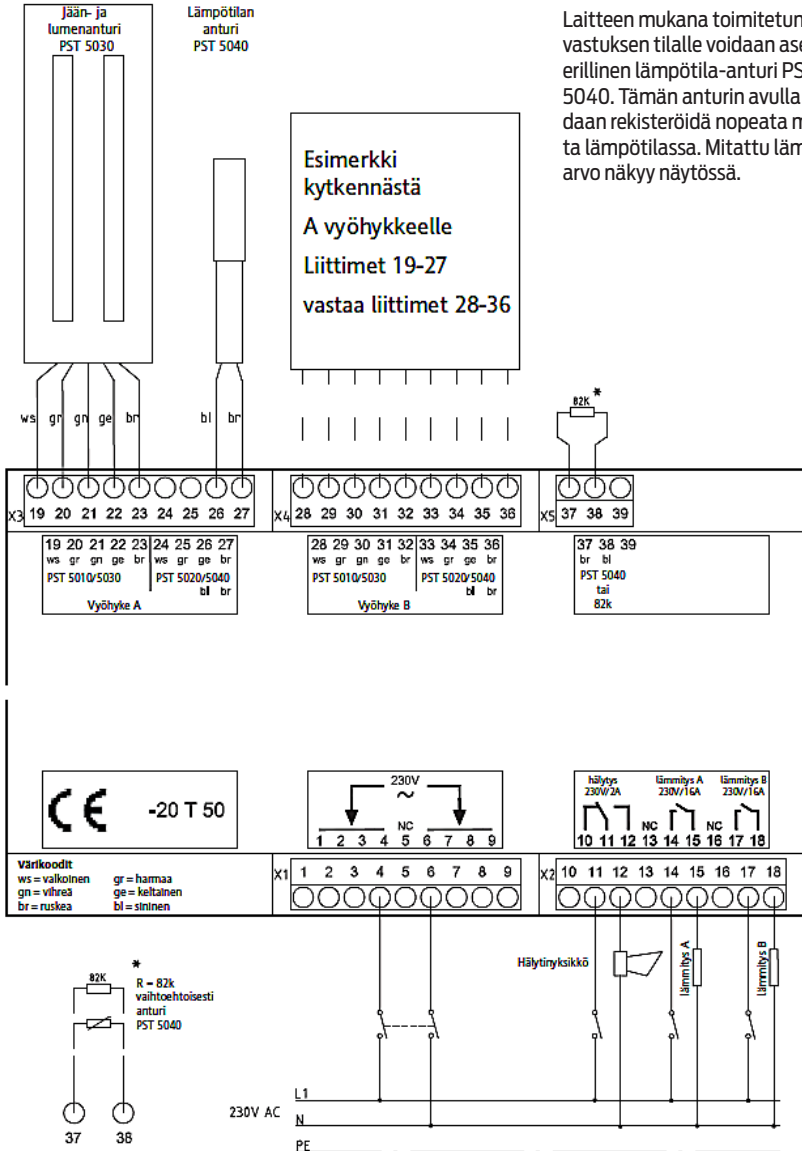 Jään- ja
lumenanturi
PST 5030
Lämpötilan
anturi
PST 5040
Laitteen mukana toimitetun
vastuksen tilalle voidaan
erillinen lämpötila-anturi
5040. Tämän anturin avulla
daan rekisteröidä nopeata
ta lämpötilassa. Mitattu
arvo näkyy näytössä.
Esimerkki
kytkennästä
A vyöhykkeelle
Liittimet 19-27
vastaa liittimet 28-36
82K *
ws gr gn ge br bl br
X3 19 20 21 22 23 24 25 26 27
X4 28 29 30 31 32 33 34 35 36
X5 37 38 39
19 20 21 22 23 24 25 26 27
ws gr gn ge br ws gr ge br
PST 5010/5030 PST 5020/5040
bl br
Vyöhyke A
28 29 30 31 32 33 34 35 36
ws gr gn ge br ws gr ge br
PST 5010/5030 PST 5020/5040
bl br
Vyöhyke B
37 38 39
br bl
PST 5040
tai
82k
CE -20 T 50
230V
~
NC
1 2 3 4 5 6 7 8 9
hälytys
230V/2A
lämmitys A
230V/16A
lämmitys B
230V/16A
NC NC
10 11 12 13 14 15 16 17 18
Värikoodit
ws = valkoinen gr = harmaa
gn = vihreä ge = keltainen
br = ruskea bl = sininen
X1 1 2 3 4 5 6 7 8 9
X2 10 11 12 13 14 15 16 17 18
Hälytinyksikkö
lämmitys A
lämmitys B
*
82K
R = 82k
vaihtoehtoisesti
anturi
PST 5040
37 38
230V AC
L1
N
PE